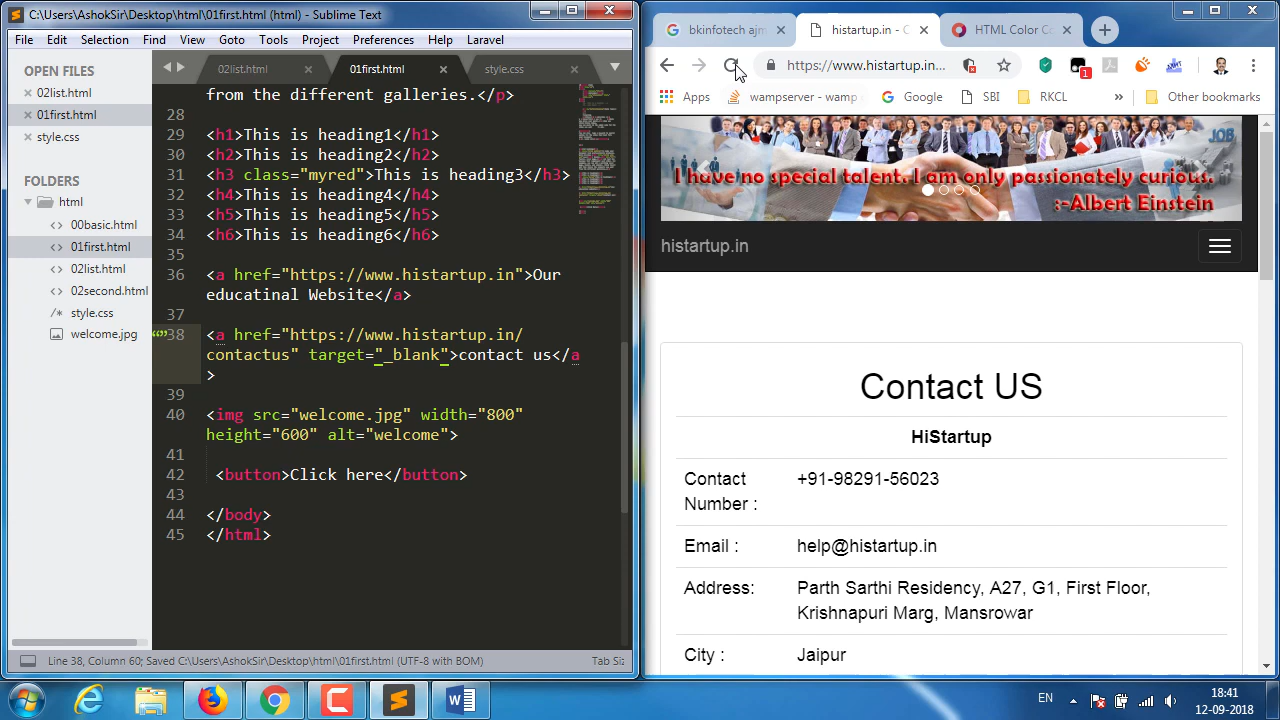 C:\Users\AshokSir\Desktop\html\01first.html (html) - Sublime Text
File Edit Selection Find View Goto Tools Project Preferences Help Laravel
OPEN FILES
02list.html
01first.html
style.css
FOLDERS
html
00basic.html
01first.html
02list.html
02second.html
style.css
welcome.jpg
02list.html 01first.html style.css
from the different galleries.</p>
28
29 <h1>This is heading1</h1>
30 <h2>This is heading2</h2>
31 <h3 class="myred">This is heading3</h3>
32 <h4>This is heading4</h4>
33 <h5>This is heading5</h5>
34 <h6>This is heading6</h6>
35
36 <a href="https://www.histartup.in">Our
educatinal Website</a>
37
38 <a href="https://www.histartup.in/
contactus" target="_blank">contact us</a
>
39
40 <img src="welcome.jpg" width="800"
height="600" alt="welcome">
41
42 <button>Click here</button>
43
44 </body>
45 </html>
Line 38, Column 60; Saved C:\Users\AshokSir\Desktop\html\01first.html (UTF-8 with BOM) Tab Siz
bkinfotech ajm histartup.in - C HTML Color Co
https://www.histartup.in...
1
Apps wampserver - wamp Google SBI RKCL » Other bookmarks
JOB
I have no special talent. I am only passionately curious.
:-Albert Einstein
histartup.in
Contact US
HiStartup
Contact
Number : +91-98291-56023
Email : help@histartup.in
Address: Parth Sarthi Residency, A27, G1, First Floor,
Krishnapuri Marg, Mansrowar
City : Jaipur
EN
18:41
12-09-2018